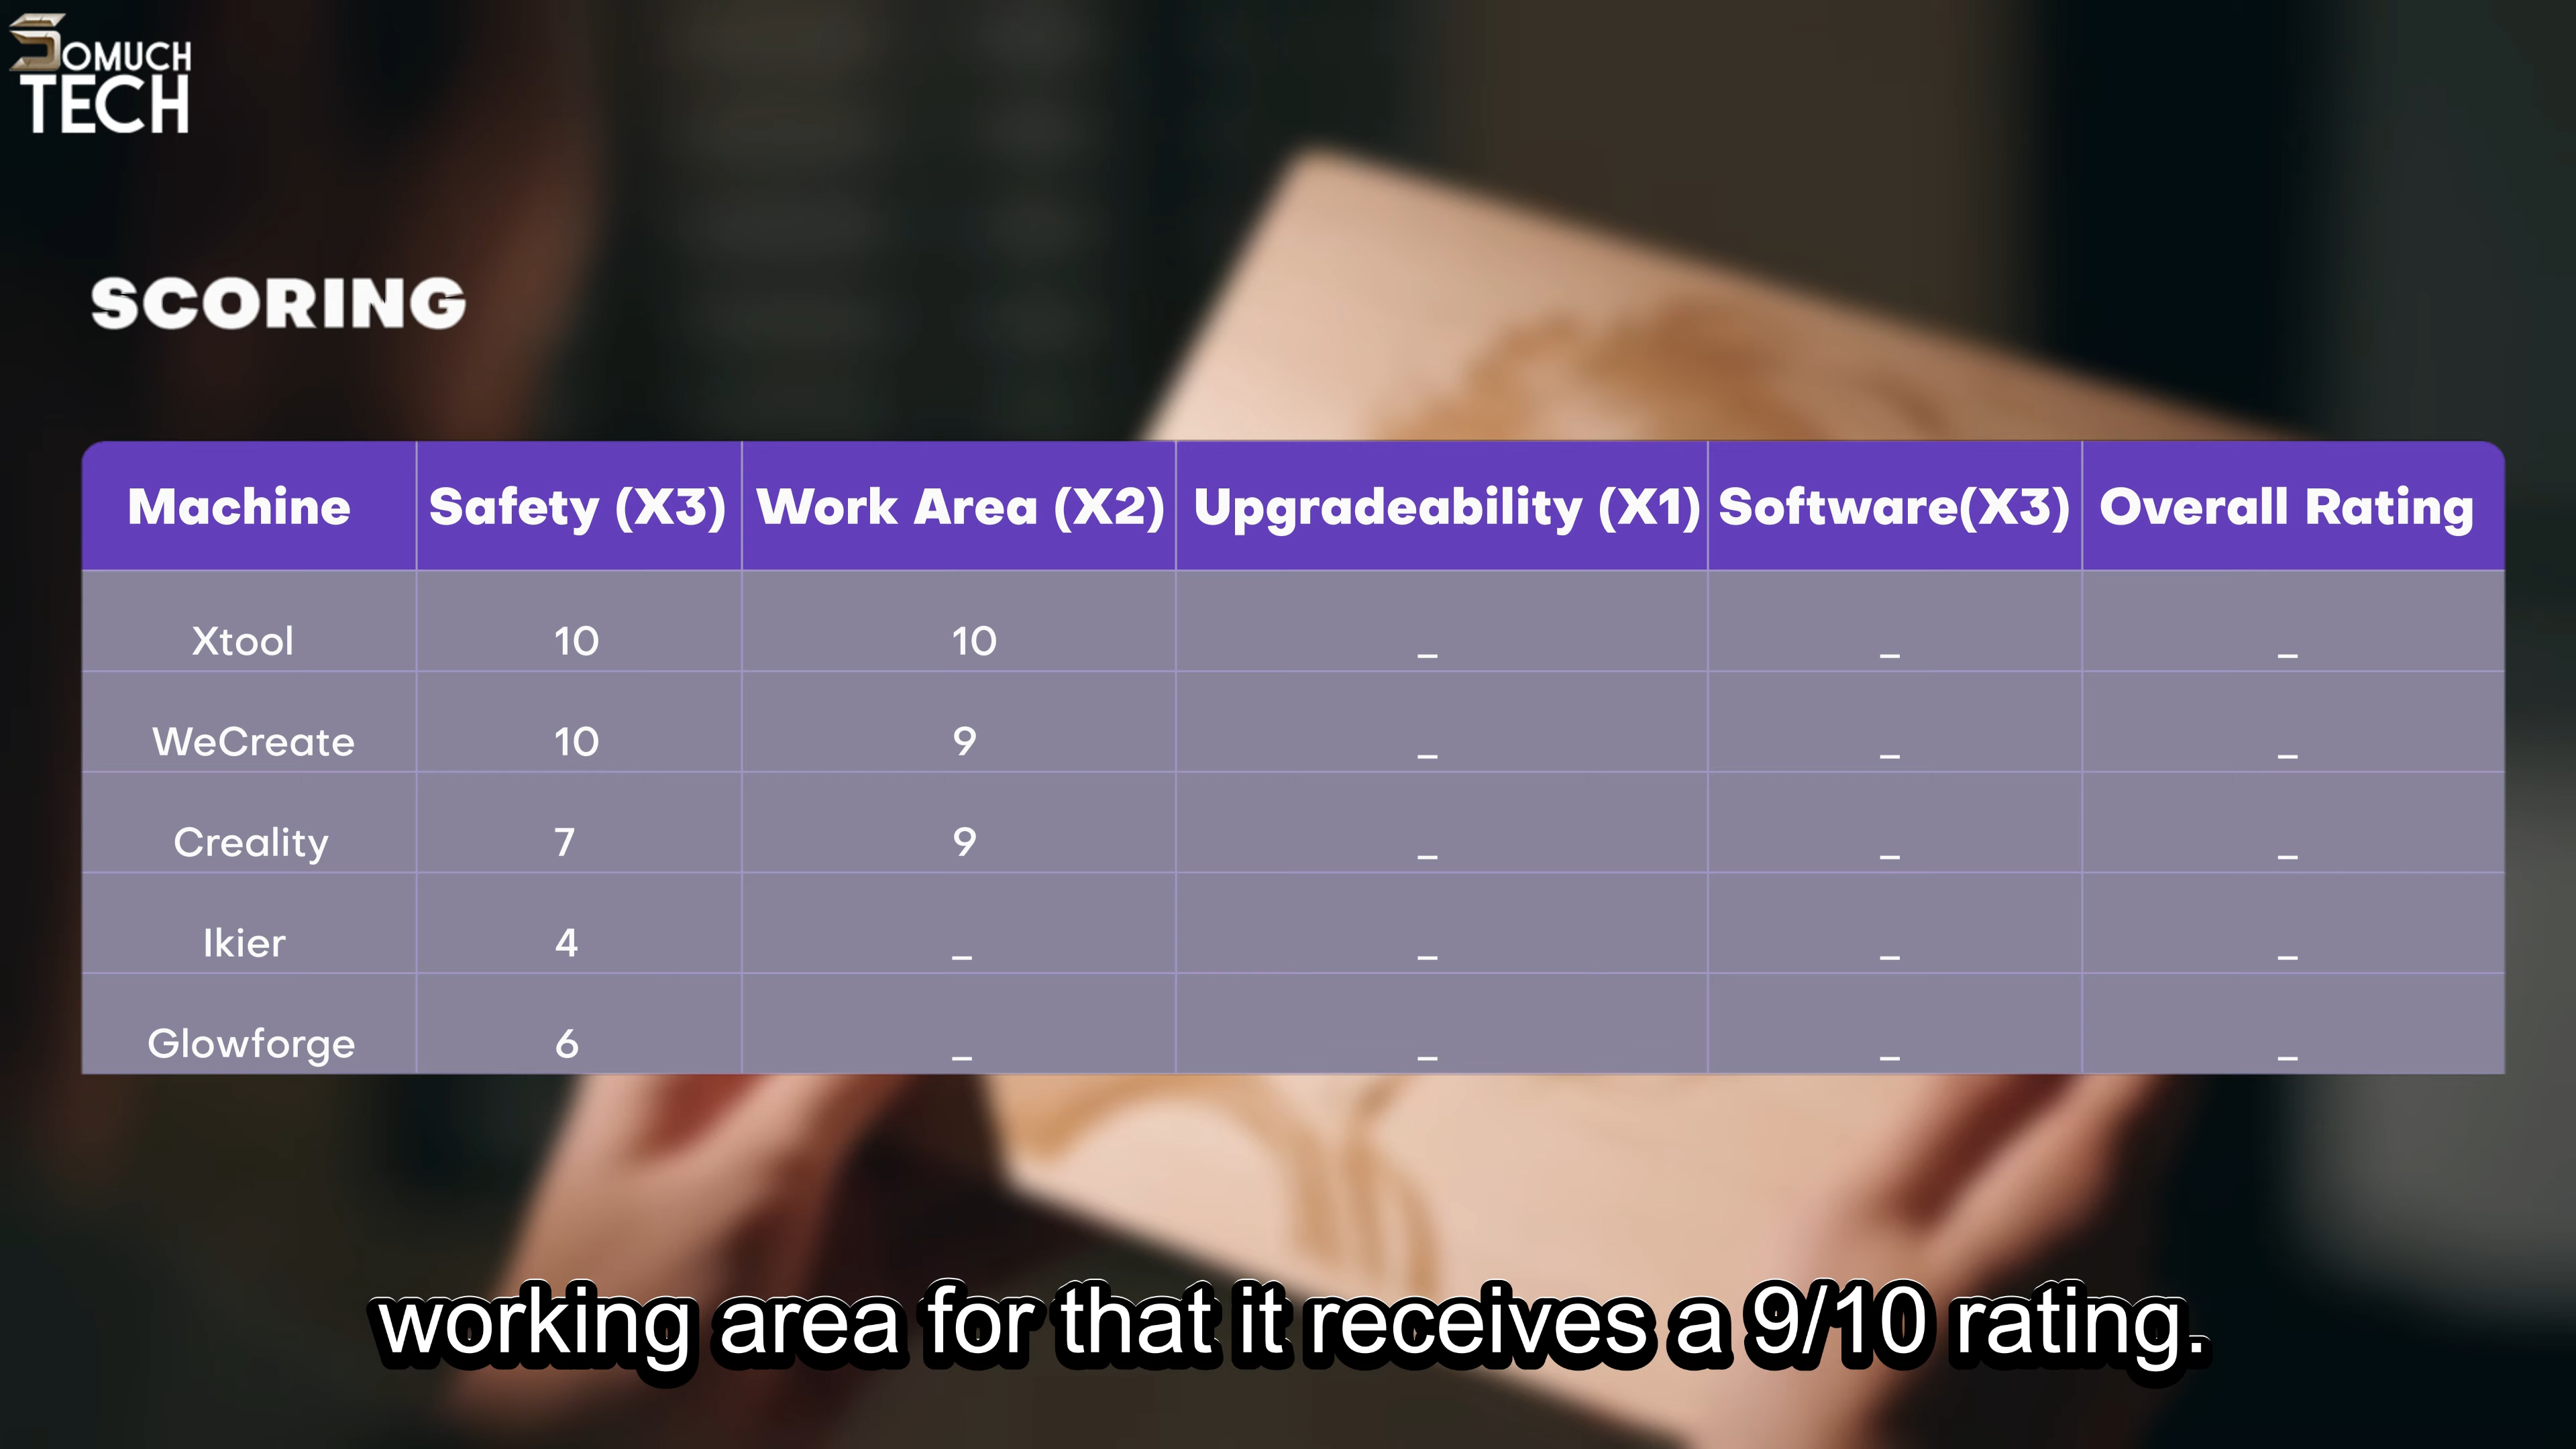 SOMUCH
TECH
SCORING
Machine Safety (X3) Work Area (X2) Upgradeability (X1) Software(X3) Overall Rating
Xtool 10 10 _ _ _
WeCreate 10 9 _ _ _
Creality 7 9 _ _ _
Ikier 4 _ _ _ _
Glowforge 6 _ _ _ _
working area for that it receives a 9/10 rating.